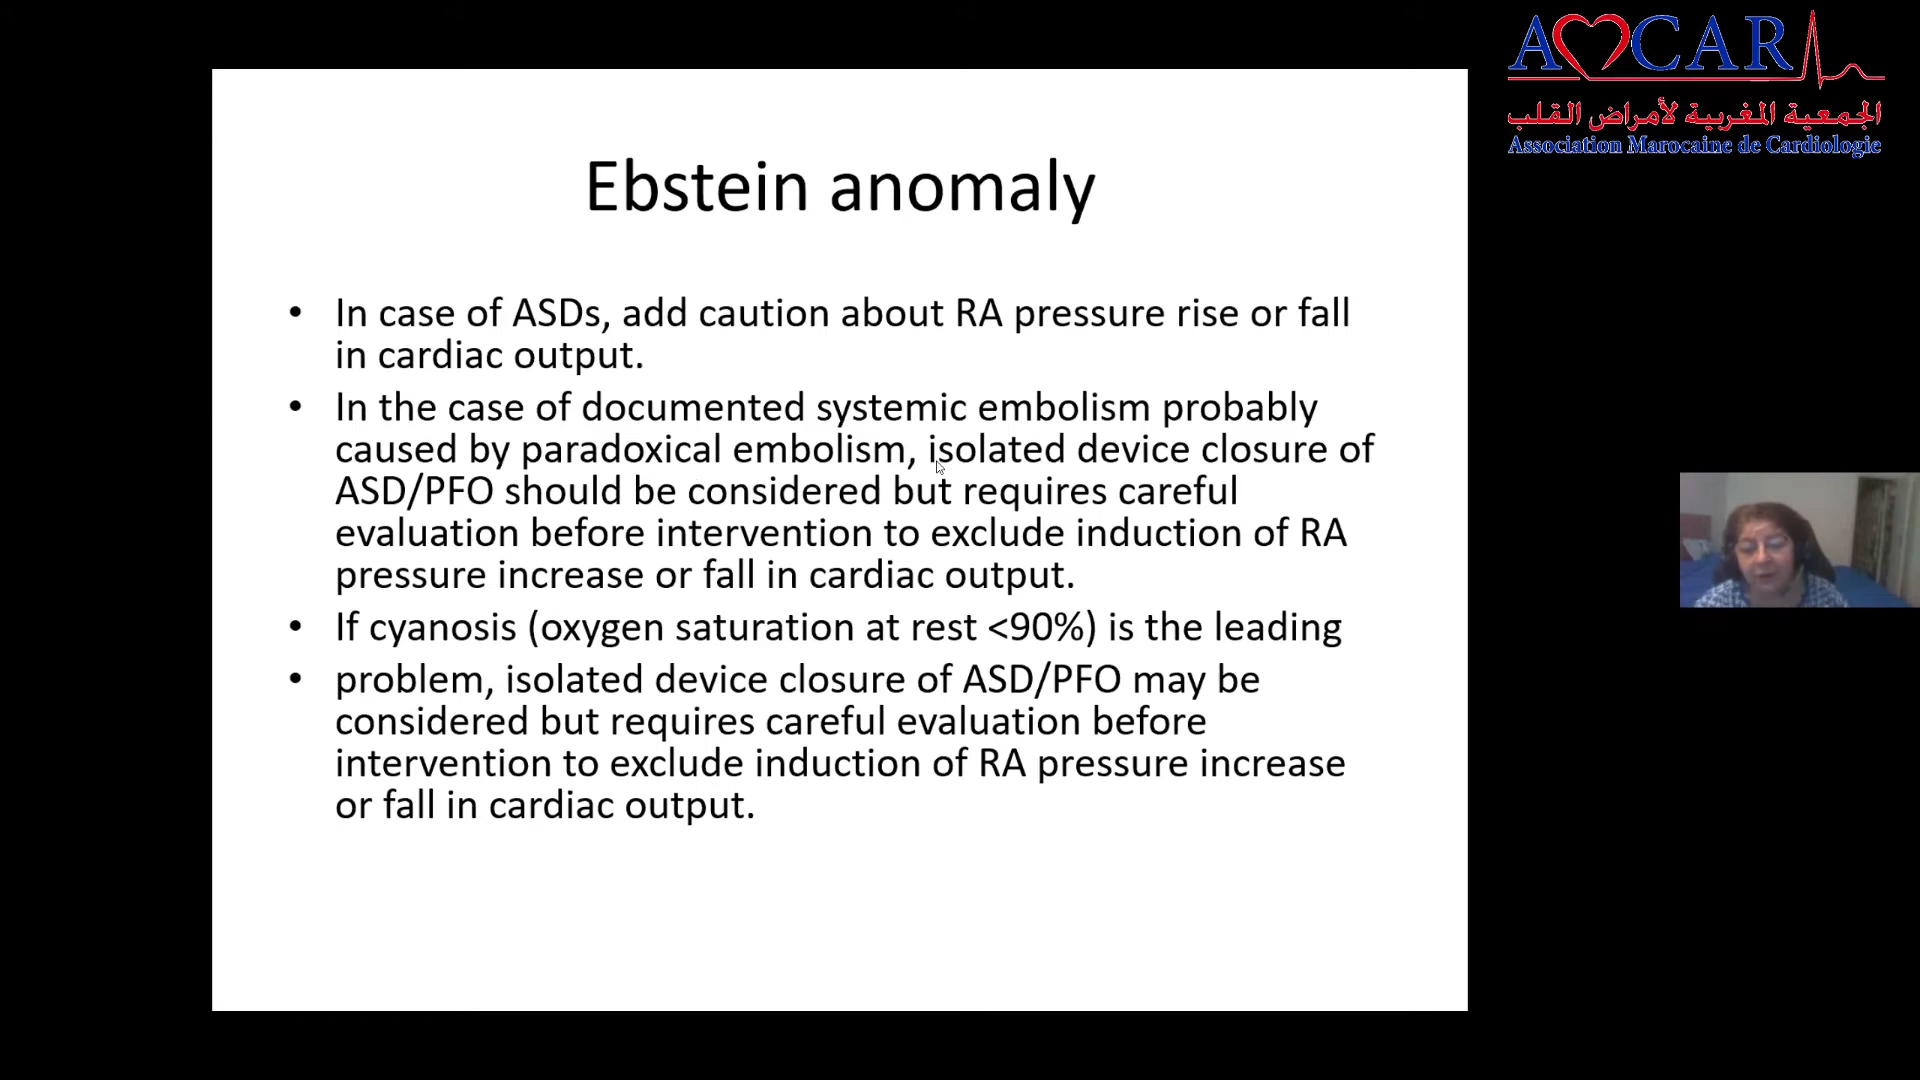 AMCAR
الجمعية المغربية لأمراض القلب
Association Marocaine de Cardiologie
Ebstein anomaly
• In case of ASDs, add caution about RA pressure rise or fall
in cardiac output.
• In the case of documented systemic embolism probably
caused by paradoxical embolism, isolated device closure of
ASD/PFO should be considered but requires careful
evaluation before intervention to exclude induction of RA
pressure increase or fall in cardiac output.
• If cyanosis (oxygen saturation at rest <90%) is the leading
• problem, isolated device closure of ASD/PFO may be
considered but requires careful evaluation before
intervention to exclude induction of RA pressure increase
or fall in cardiac output.